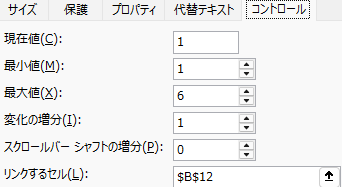 サイズ 保護 プロパティ 代替テキスト コントロール
現在値(C): 1
最小値(M): 1
最大値(X): 6
変化の増分(I): 1
スクロールバー シャフトの増分(P): 0
リンクするセル(L): $B$12